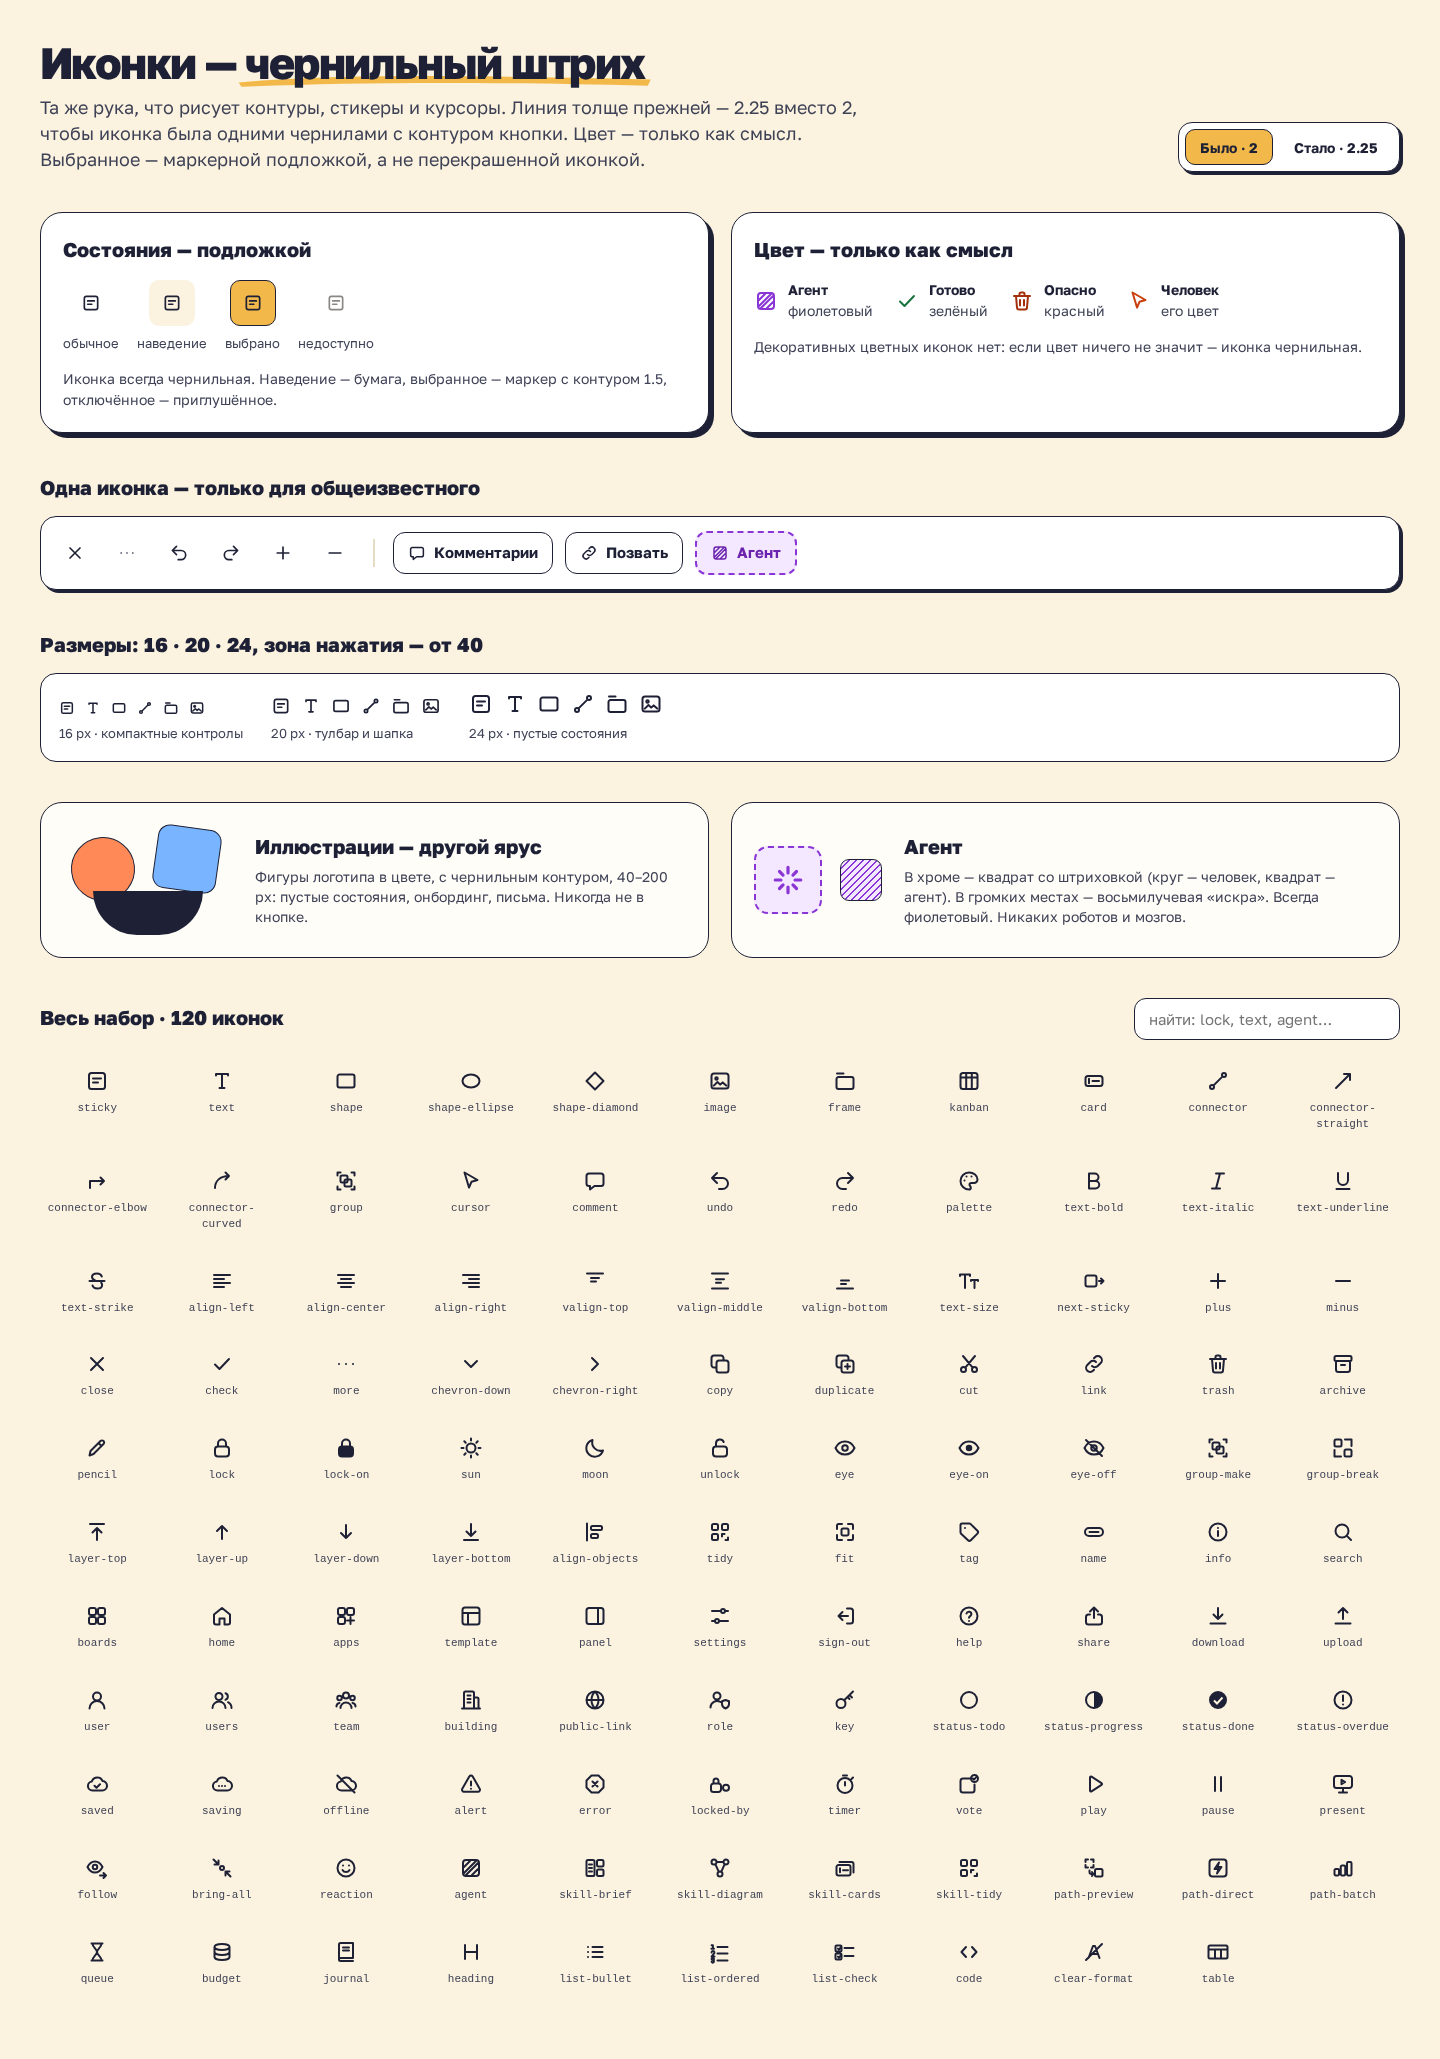 Иконки — чернильный штрих
Та же рука, что рисует контуры, стикеры и курсоры. Линия толще прежней — 2.25 вместо 2,
чтобы иконка была одними чернилами с контуром кнопки. Цвет — только как смысл.
Выбранное — маркерной подложкой, а не перекрашенной иконкой.
Было · 2 Стало · 2.25
Состояния — подложкой
обычное наведение выбрано недоступно
Иконка всегда чернильная. Наведение — бумага, выбранное — маркер с контуром 1.5,
отключённое — приглушённое.
Цвет — только как смысл
Агент Готово Опасно Человек
фиолетовый зелёный красный его цвет
Декоративных цветных иконок нет: если цвет ничего не значит — иконка чернильная.
Одна иконка — только для общеизвестного
Комментарии Позвать Агент
Размеры: 16 · 20 · 24, зона нажатия — от 40
16 px · компактные контролы 20 px · тулбар и шапка 24 px · пустые состояния
Иллюстрации — другой ярус
Фигуры логотипа в цвете, с чернильным контуром, 40–200
px: пустые состояния, онбординг, письма. Никогда не в
кнопке.
Агент
В хроме — квадрат со штриховкой (круг — человек, квадрат —
агент). В громких местах — восьмилучевая «искра». Всегда
фиолетовый. Никаких роботов и мозгов.
Весь набор · 120 иконок
найти: lock, text, agent…
sticky text shape shape-ellipse shape-diamond image frame kanban card connector connector-
straight
connector-elbow connector- group cursor comment undo redo palette text-bold text-italic text-underline
curved
text-strike align-left align-center align-right valign-top valign-middle valign-bottom text-size next-sticky plus minus
close check more chevron-down chevron-right copy duplicate cut link trash archive
pencil lock lock-on sun moon unlock eye eye-on eye-off group-make group-break
layer-top layer-up layer-down layer-bottom align-objects tidy fit tag name info search
boards home apps template panel settings sign-out help share download upload
user users team building public-link role key status-todo status-progress status-done status-overdue
saved saving offline alert error locked-by timer vote play pause present
follow bring-all reaction agent skill-brief skill-diagram skill-cards skill-tidy path-preview path-direct path-batch
queue budget journal heading list-bullet list-ordered list-check code clear-format table